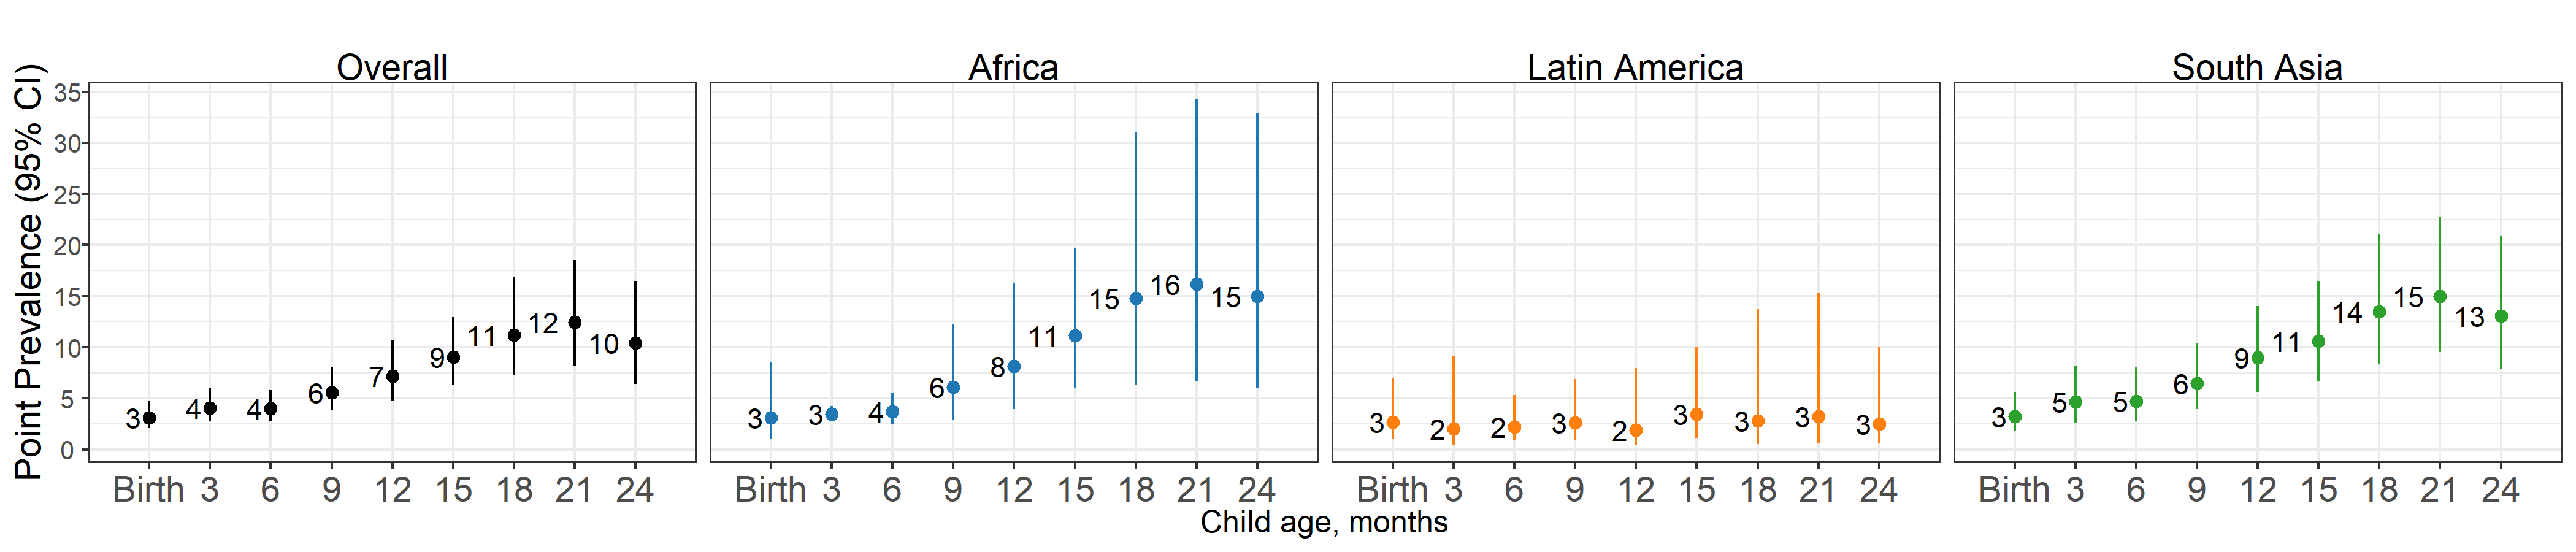 Overall
Africa
Latin America
South Asia
Point Prevalence (95% CI)
35
30
25
20
15
10
5
0
3 4 4 6 7 9 11 12 10
3 3 4 6 8 11 15 16 15
3 2 2 3 2 3 3 3 3
3 5 5 6 9 11 14 15 13
Birth 3 6 9 12 15 18 21 24
Birth 3 6 9 12 15 18 21 24
Birth 3 6 9 12 15 18 21 24
Birth 3 6 9 12 15 18 21 24
Child age, months